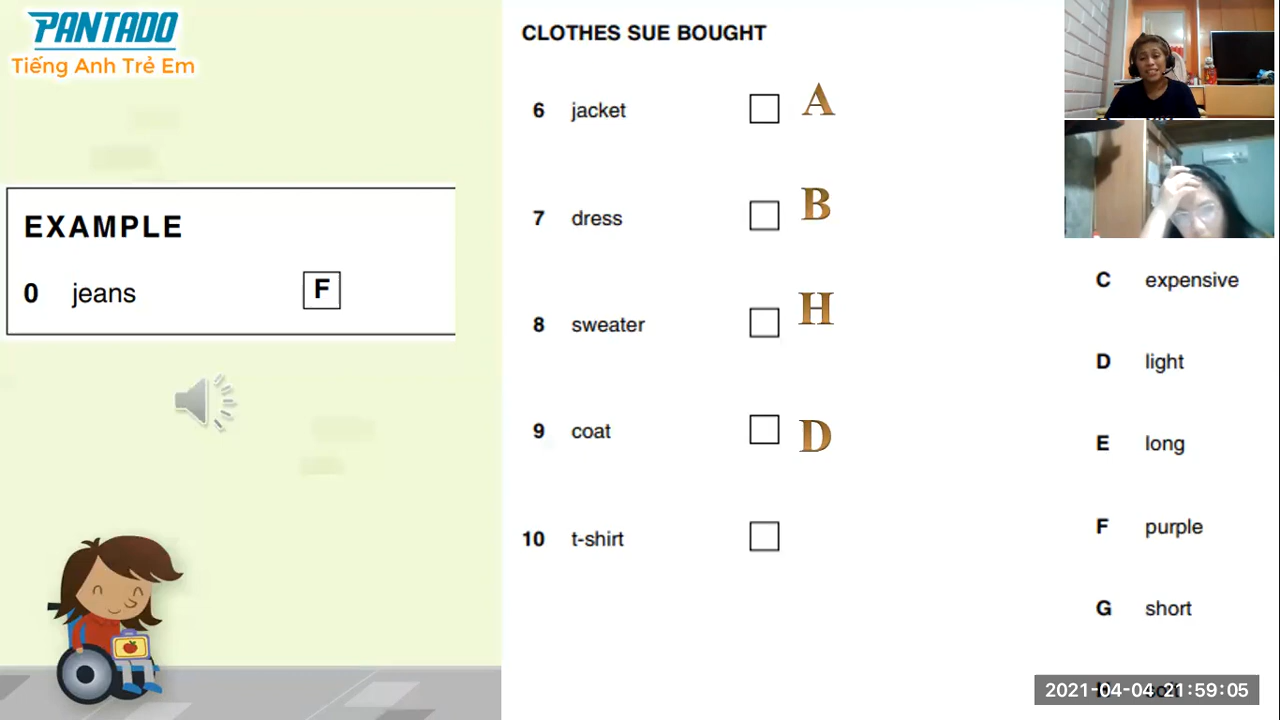 PANTADO
Tiếng Anh Trẻ Em
EXAMPLE
0 jeans F
CLOTHES SUE BOUGHT
6 jacket A
7 dress B
8 sweater H
9 coat D
10 t-shirt
C expensive
D light
E long
F purple
G short
2021-04-04 21:59:05